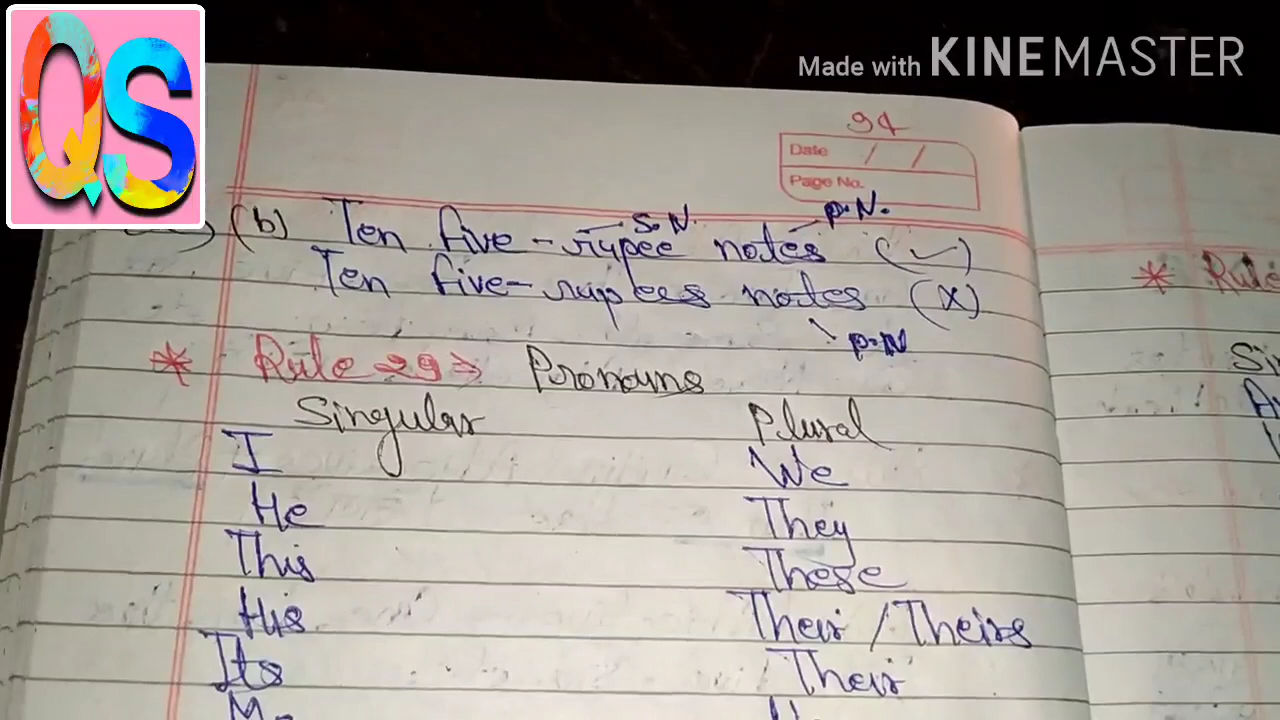 QS
Made with KINEMASTER
94
Date / /
Page No.
S.N. P.N.
(b) Ten five-rupee notes (✓)
Ten five-rupees notes (X)
P.N
* Rule 29 ⇒ Pronouns
Singular Plural
I We
He They
This These
His Their / Theirs
Its Their
* Rule